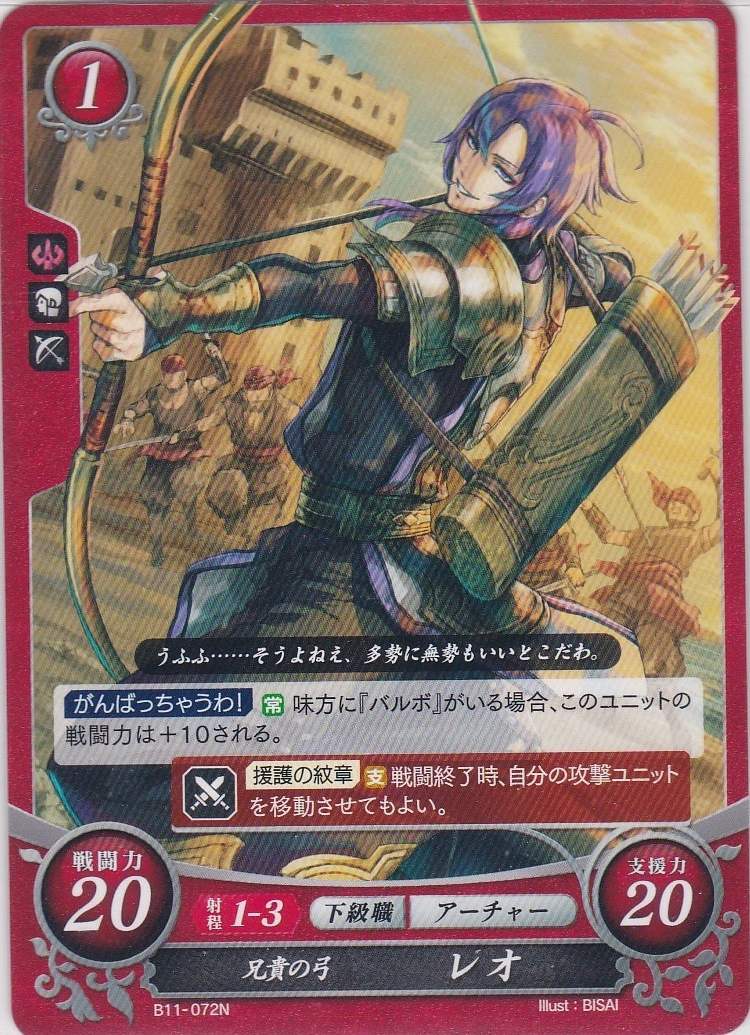 1
うふふ……そうよねえ、多勢に無勢もいいとこだわ。
がんばっちゃうわ! 常 味方に『バルボ』がいる場合、このユニットの
戦闘力は+10される。
援護の紋章 支 戦闘終了時、自分の攻撃ユニット
を移動させてもよい。
戦闘力
20
射程 1-3
下級職 アーチャー
支援力
20
兄貴の弓 レオ
B11-072N
Illust : BISAI